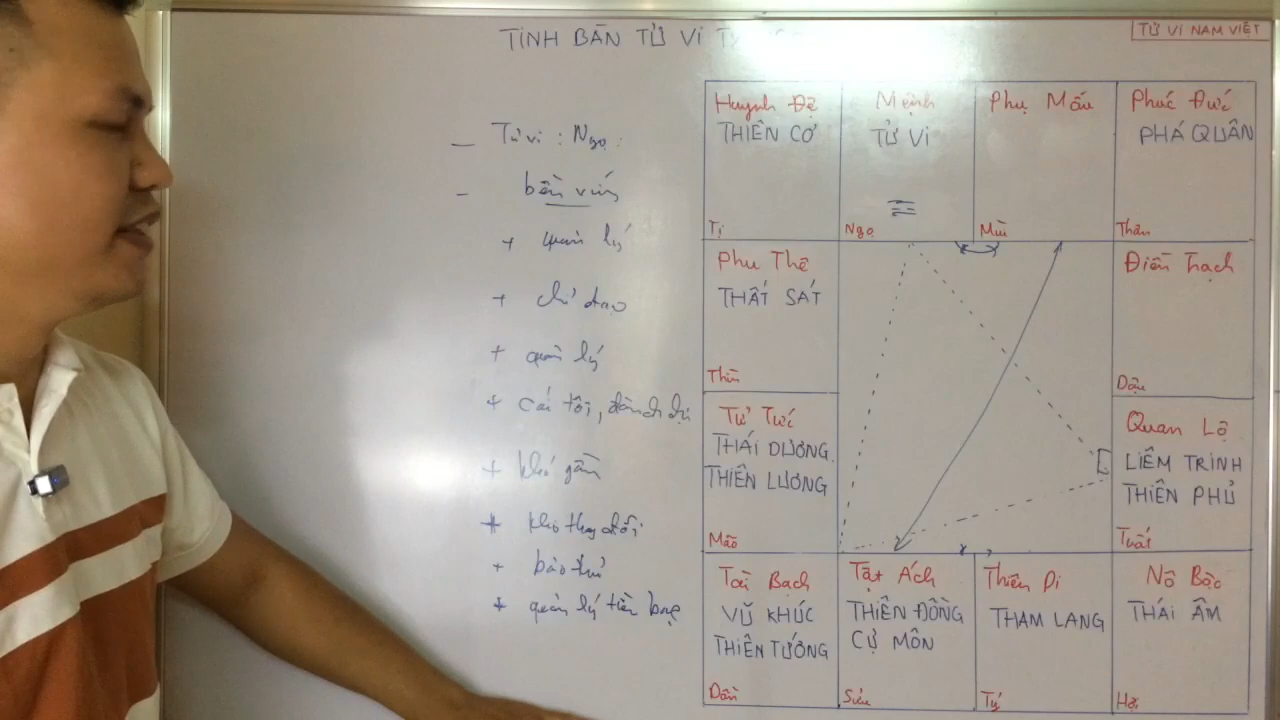 TINH BÀN TỬ VI
TỬ VI NAM VIỆT
- Tử vi : Ngọ :
- bền vững
+ quản lý
+ chỉ đạo
+ quản lý
+ Cái tôi, đánh đá
+ khó gần
+ khó thay đổi
+ bảo thủ
+ quản lý tiền bạc
Huynh Đệ
THIÊN CƠ
Tị
Mệnh
TỬ VI
Ngọ
Phụ Mẫu
Mùi
Phúc Đức
PHÁ QUÂN
Thân
Phu Thê
THẤT SÁT
Thìn
Điền Trạch
Dậu
Tử Tức
THÁI DƯƠNG
THIÊN LƯƠNG
Mão
Quan Lộ
LIÊM TRINH
THIÊN PHỦ
Tuất
Tài Bạch
VŨ KHÚC
THIÊN TƯỚNG
Dần
Tật Ách
THIÊN ĐỒNG
CỰ MÔN
Sửu
Thiên Di
THAM LANG
Tý
Nô Bộc
THÁI ÂM
Hợi